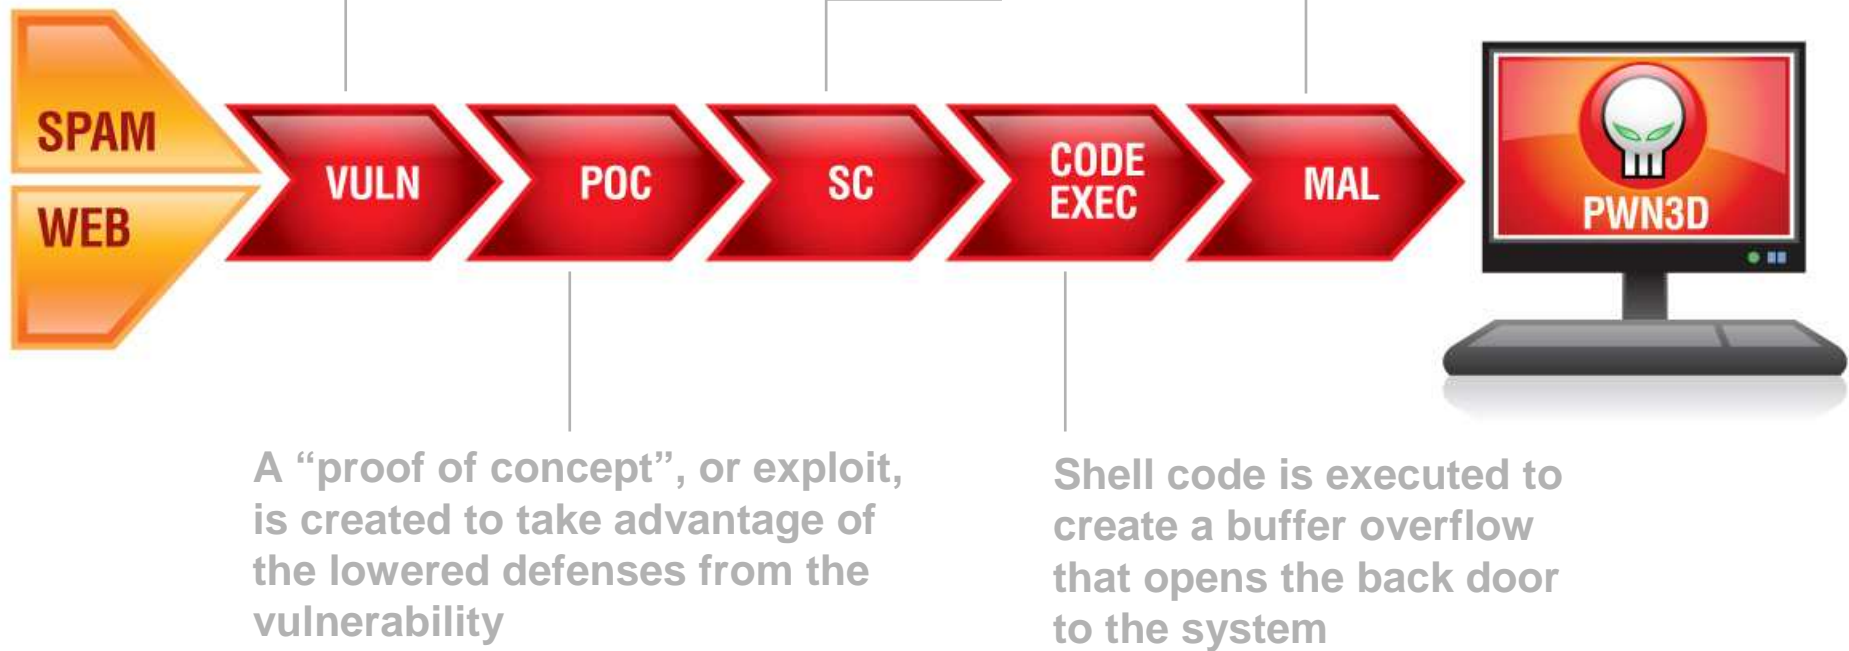 SPAM
WEB
VULN
POC
SC
CODE
EXEC
MAL
PWN3D
A “proof of concept”, or exploit,
is created to take advantage of
the lowered defenses from the
vulnerability
Shell code is executed to
create a buffer overflow
that opens the back door
to the system